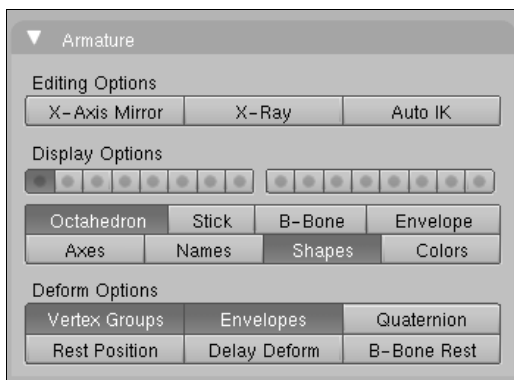 Armature
Editing Options
X-Axis Mirror X-Ray Auto IK
Display Options
Octahedron Stick B-Bone Envelope
Axes Names Shapes Colors
Deform Options
Vertex Groups Envelopes Quaternion
Rest Position Delay Deform B-Bone Rest